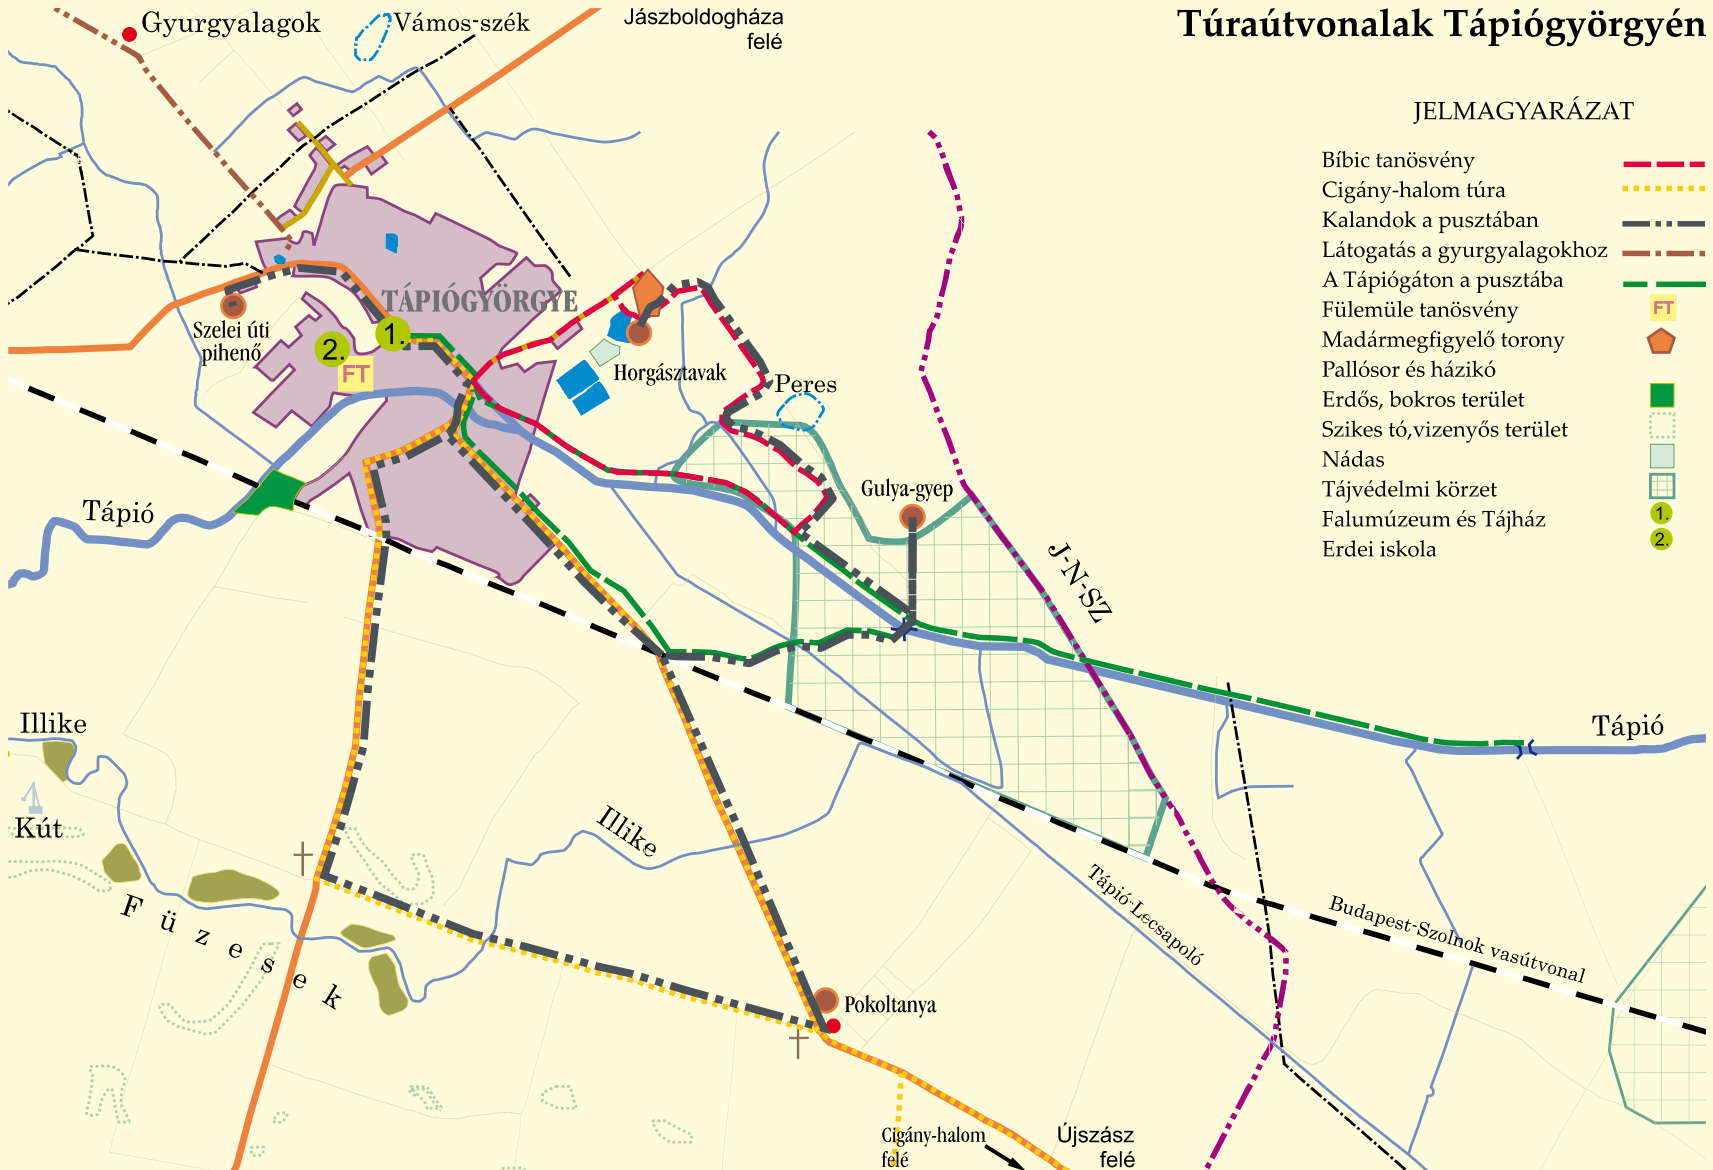 Túraútvonalak Tápiógyörgyén
Gyurgyalagok
Vámos-szék
Jászboldogháza
felé
JELMAGYARÁZAT
Bíbic tanösvény
Cigány-halom túra
Kalandok a pusztában
Látogatás a gyurgyalagokhoz
A Tápiógáton a pusztába
Fülemüle tanösvény
FT
Madármegfigyelő torony
Pallósor és házikó
Erdős, bokros terület
Szikes tó,vizenyős terület
Nádas
Tájvédelmi körzet
Falumúzeum és Tájház
1.
Erdei iskola
2.
TÁPIÓGYÖRGYE
Szelei úti
pihenő
1.
2.
FT
Horgásztavak
Peres
Gulya-gyep
Tápió
J-N-SZ
Illike
Kút
Tápió
Illike
Füzesek
Tápió-Lecsapoló
Budapest-Szolnok vasútvonal
Pokoltanya
Cigány-halom
felé
Újszász
felé